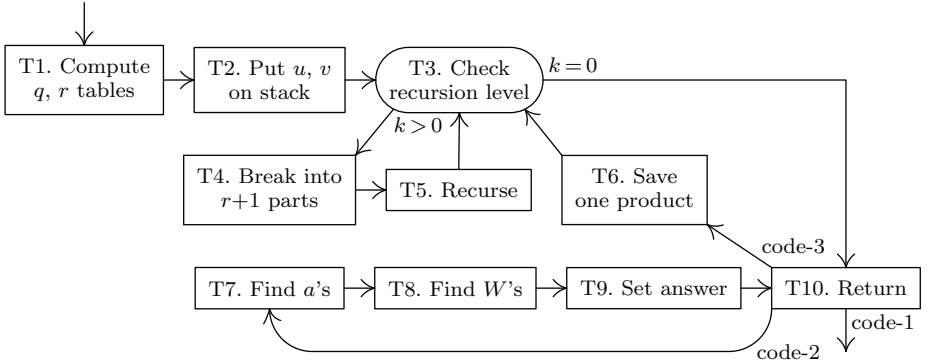 T1. Compute
q, r tables
T2. Put u, v
on stack
T3. Check
recursion level
k = 0
k > 0
T4. Break into
r+1 parts
T5. Recurse
T6. Save
one product
code-3
T7. Find a's
T8. Find W's
T9. Set answer
T10. Return
code-1
code-2